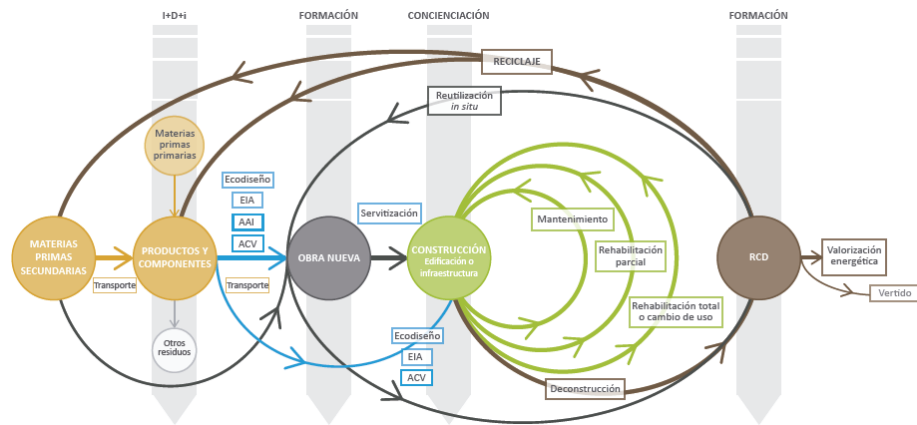 I+D+i
FORMACIÓN
CONCIENCIACIÓN
FORMACIÓN
RECICLAJE
Reutilización
in situ
Materias
primas
primarias
Ecodiseño
EIA
AAI
ACV
Servitización
Mantenimiento
MATERIAS
PRIMAS
SECUNDARIAS
PRODUCTOS Y
COMPONENTES
OBRA NUEVA
CONSTRUCCIÓN
Edificación o
infraestructura
Rehabilitación
parcial
RCD
Valorización
energética
Transporte
Transporte
Vertido
Rehabilitación total
o cambio de uso
Otros
residuos
Ecodiseño
EIA
ACV
Deconstrucción